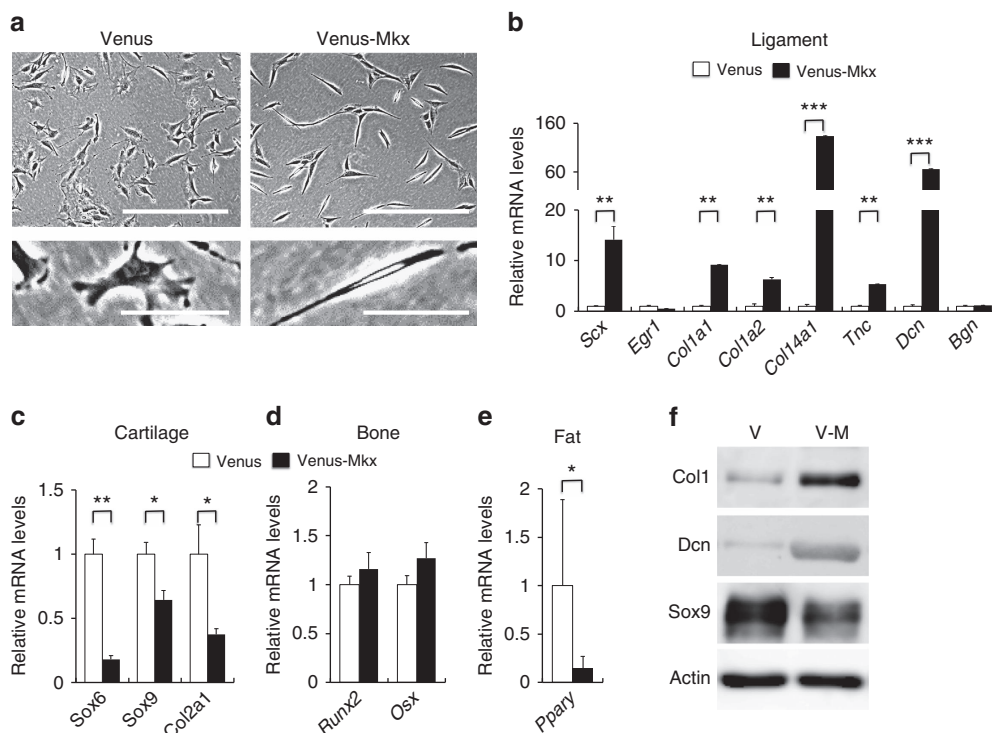 a
Venus
Venus-Mkx
b
Ligament
Venus
Venus-Mkx
Relative mRNA levels
160
60
20
10
0
**
**
**
***
**
***
Scx
Egr1
Col1a1
Col1a2
Col14a1
Tnc
Dcn
Bgn
c
Cartilage
d
Bone
Venus
Venus-Mkx
Relative mRNA levels
1.5
1
0.5
0
**
*
*
Sox6
Sox9
Col2a1
Relative mRNA levels
2
1.5
1
0.5
0
Runx2
Osx
e
Fat
Relative mRNA levels
2
1.5
1
0.5
0
*
Pparγ
f
V
V-M
Col1
Dcn
Sox9
Actin